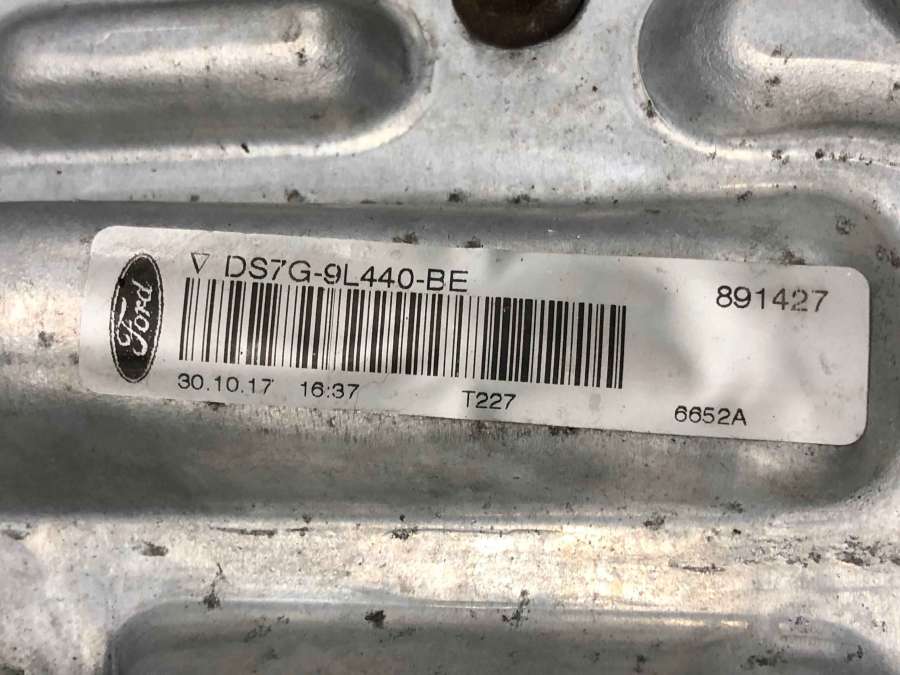 Ford
▽ DS7G-9L440-BE
891427
30.10.17 16:37
T227
6652A